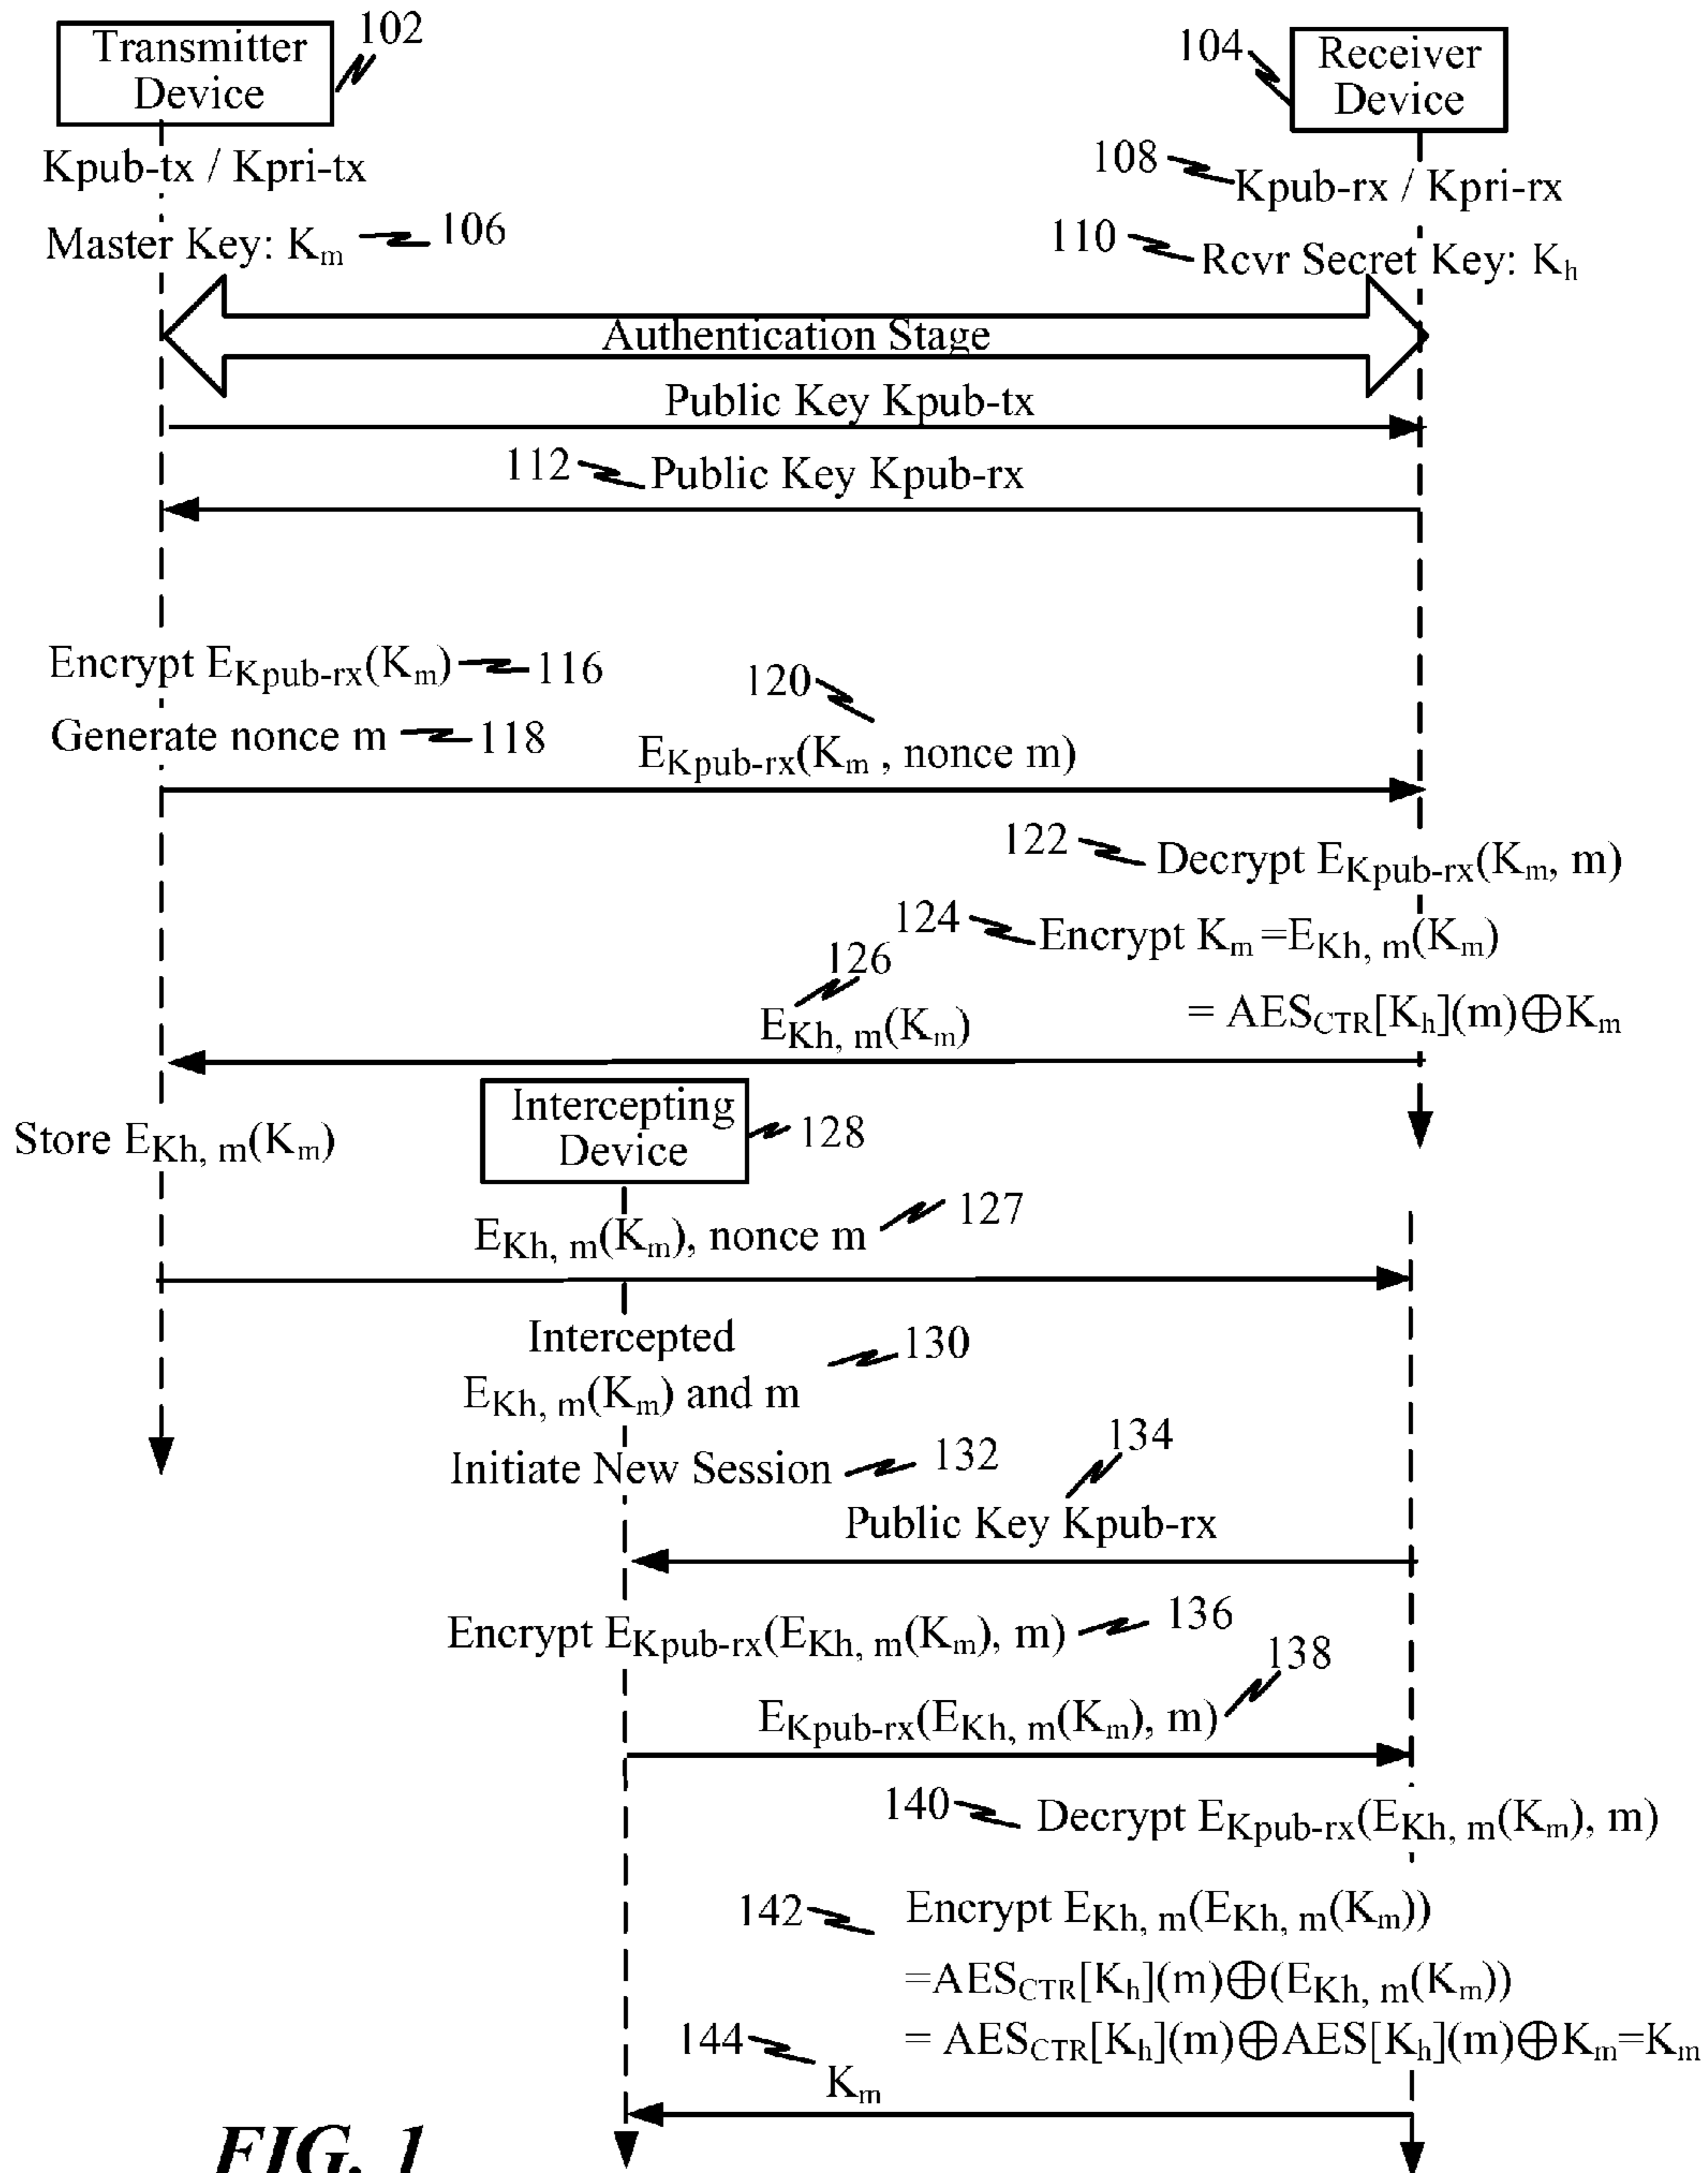 Transmitter
Device
102
104
Receiver
Device
Kpub-tx / Kpri-tx
108
Kpub-rx / Kpri-rx
Master Key: Km
106
110
Rcvr Secret Key: Kh
Authentication Stage
Public Key Kpub-tx
112
Public Key Kpub-rx
Encrypt EKpub-rx(Km)
116
120
Generate nonce m
118
EKpub-rx(Km , nonce m)
122
Decrypt EKpub-rx(Km, m)
124
Encrypt Km =EKh, m(Km)
126
= AESCTR[Kh](m)⊕Km
EKh, m(Km)
Store EKh, m(Km)
Intercepting
Device
128
127
EKh, m(Km), nonce m
Intercepted
EKh, m(Km) and m
130
Initiate New Session
132
134
Public Key Kpub-rx
Encrypt EKpub-rx(EKh, m(Km), m)
136
138
EKpub-rx(EKh, m(Km), m)
140
Decrypt EKpub-rx(EKh, m(Km), m)
142
Encrypt EKh, m(EKh, m(Km))
=AESCTR[Kh](m)⊕(EKh, m(Km))
= AESCTR[Kh](m)⊕AES[Kh](m)⊕Km=Km
144
Km
FIG. 1